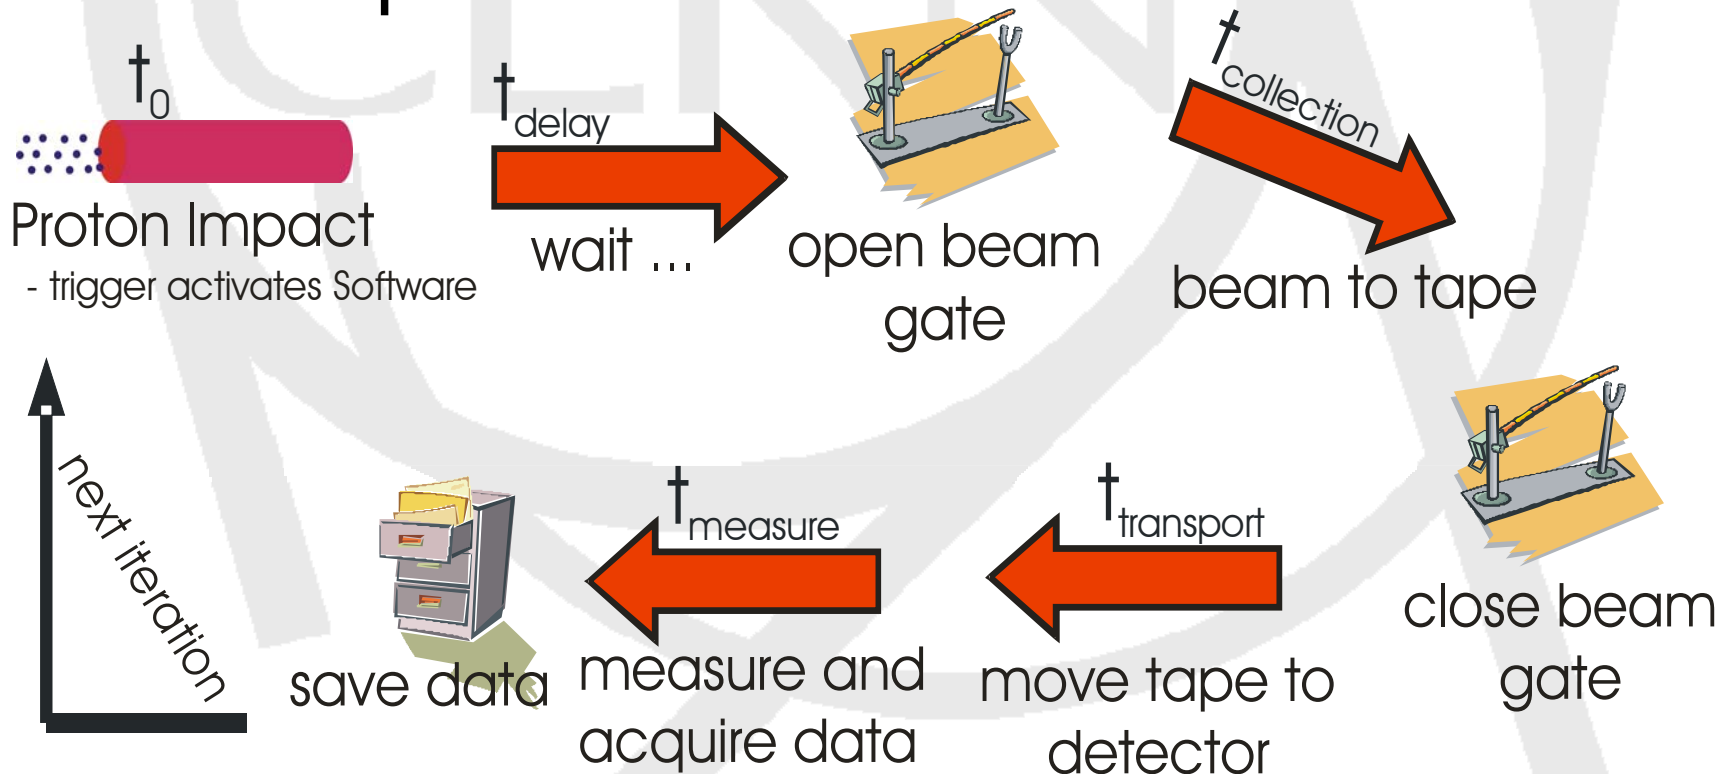 t0
tdelay
tcollection
Proton Impact
- trigger activates Software
wait ...
open beam
gate
beam to tape
next iteration
tmeasure
ttransport
save data
measure and
acquire data
move tape to
detector
close beam
gate